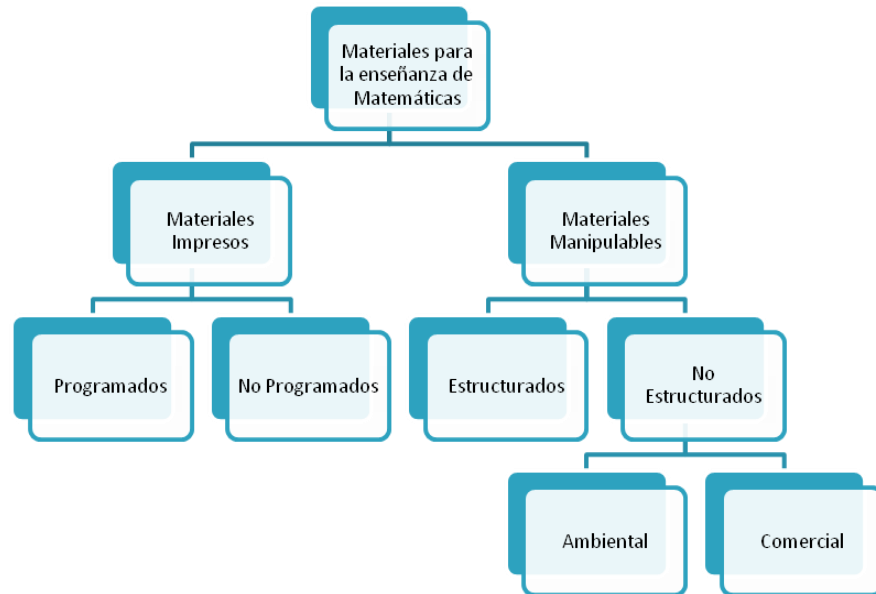 Materiales para
la enseñanza de
Matemáticas
Materiales
Impresos
Materiales
Manipulables
Programados
No Programados
Estructurados
No
Estructurados
Ambiental
Comercial